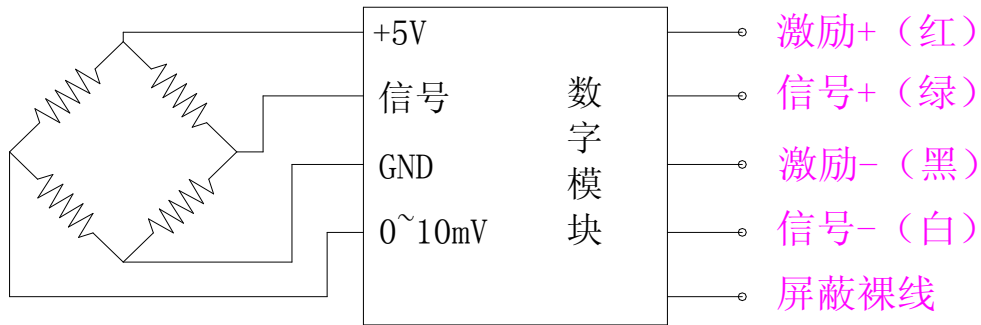 +5V
激励+（红）
信号
信号+（绿）
数字模块
GND
激励-（黑）
0~10mV
信号-（白）
屏蔽裸线